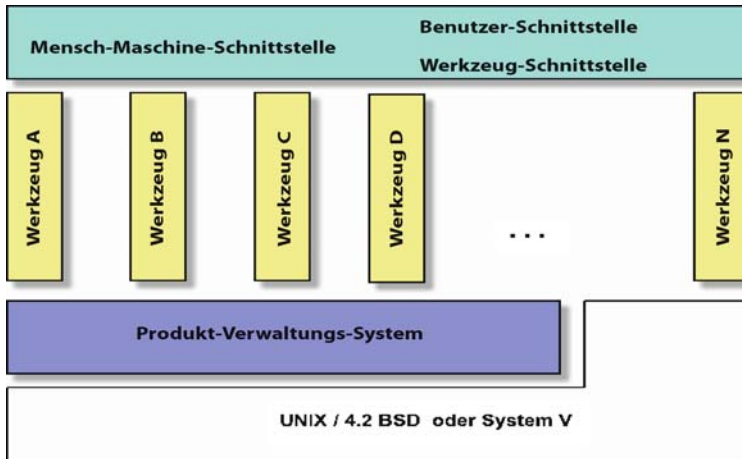 Mensch-Maschine-Schnittstelle
Benutzer-Schnittstelle
Werkzeug-Schnittstelle
Werkzeug A
Werkzeug B
Werkzeug C
Werkzeug D
...
Werkzeug N
Produkt-Verwaltungs-System
UNIX / 4.2 BSD oder System V